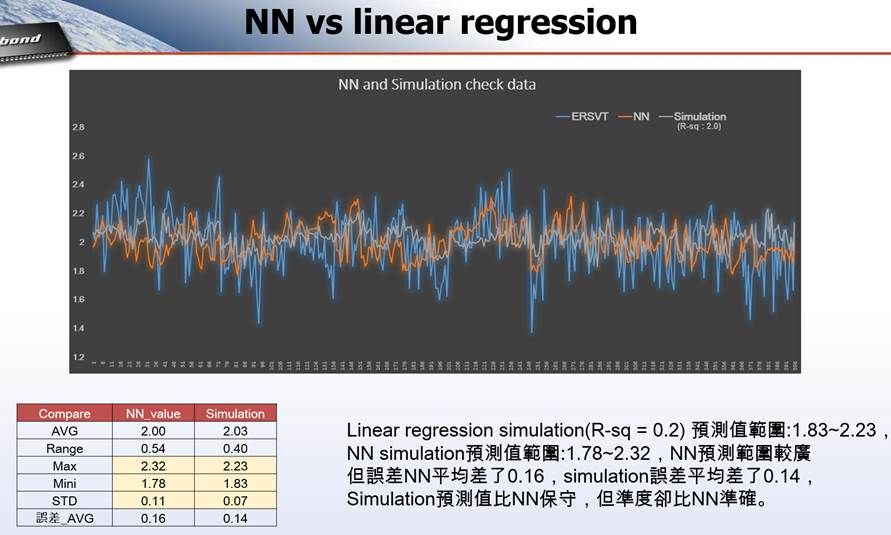 NN vs linear regression
bond
NN and Simulation check data
ERSVT NN Simulation
(R-sq : 2.0)
2.8
2.6
2.4
2.2
2
1.8
1.6
1.4
1.2
Compare NN_value Simulation
AVG 2.00 2.03
Range 0.54 0.40
Max 2.32 2.23
Mini 1.78 1.83
STD 0.11 0.07
誤差_AVG 0.16 0.14
Linear regression simulation(R-sq = 0.2) 預測值範圍:1.83~2.23，
NN simulation預測值範圍:1.78~2.32，NN預測範圍較廣
但誤差NN平均差了0.16，simulation誤差平均差了0.14，
Simulation預測值比NN保守，但準度卻比NN準確。